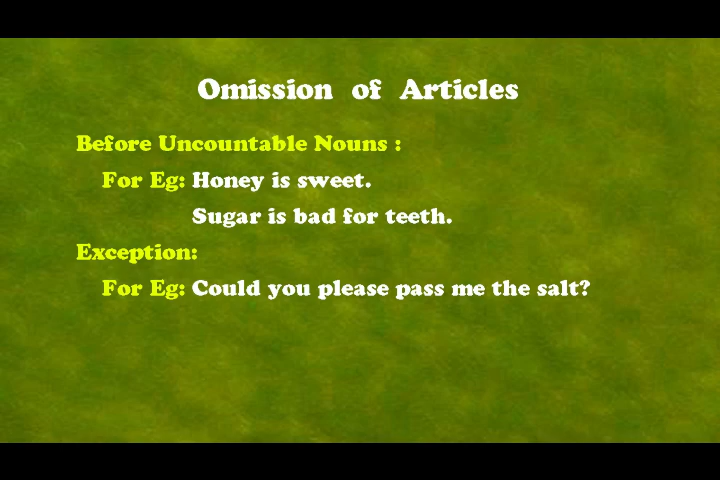 Omission of Articles
Before Uncountable Nouns :
For Eg: Honey is sweet.
Sugar is bad for teeth.
Exception:
For Eg: Could you please pass me the salt?